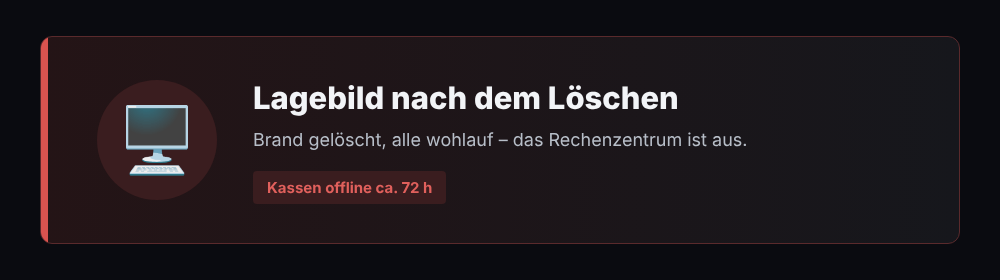 Lagebild nach dem Löschen
Brand gelöscht, alle wohlauf – das Rechenzentrum ist aus.
Kassen offline ca. 72 h